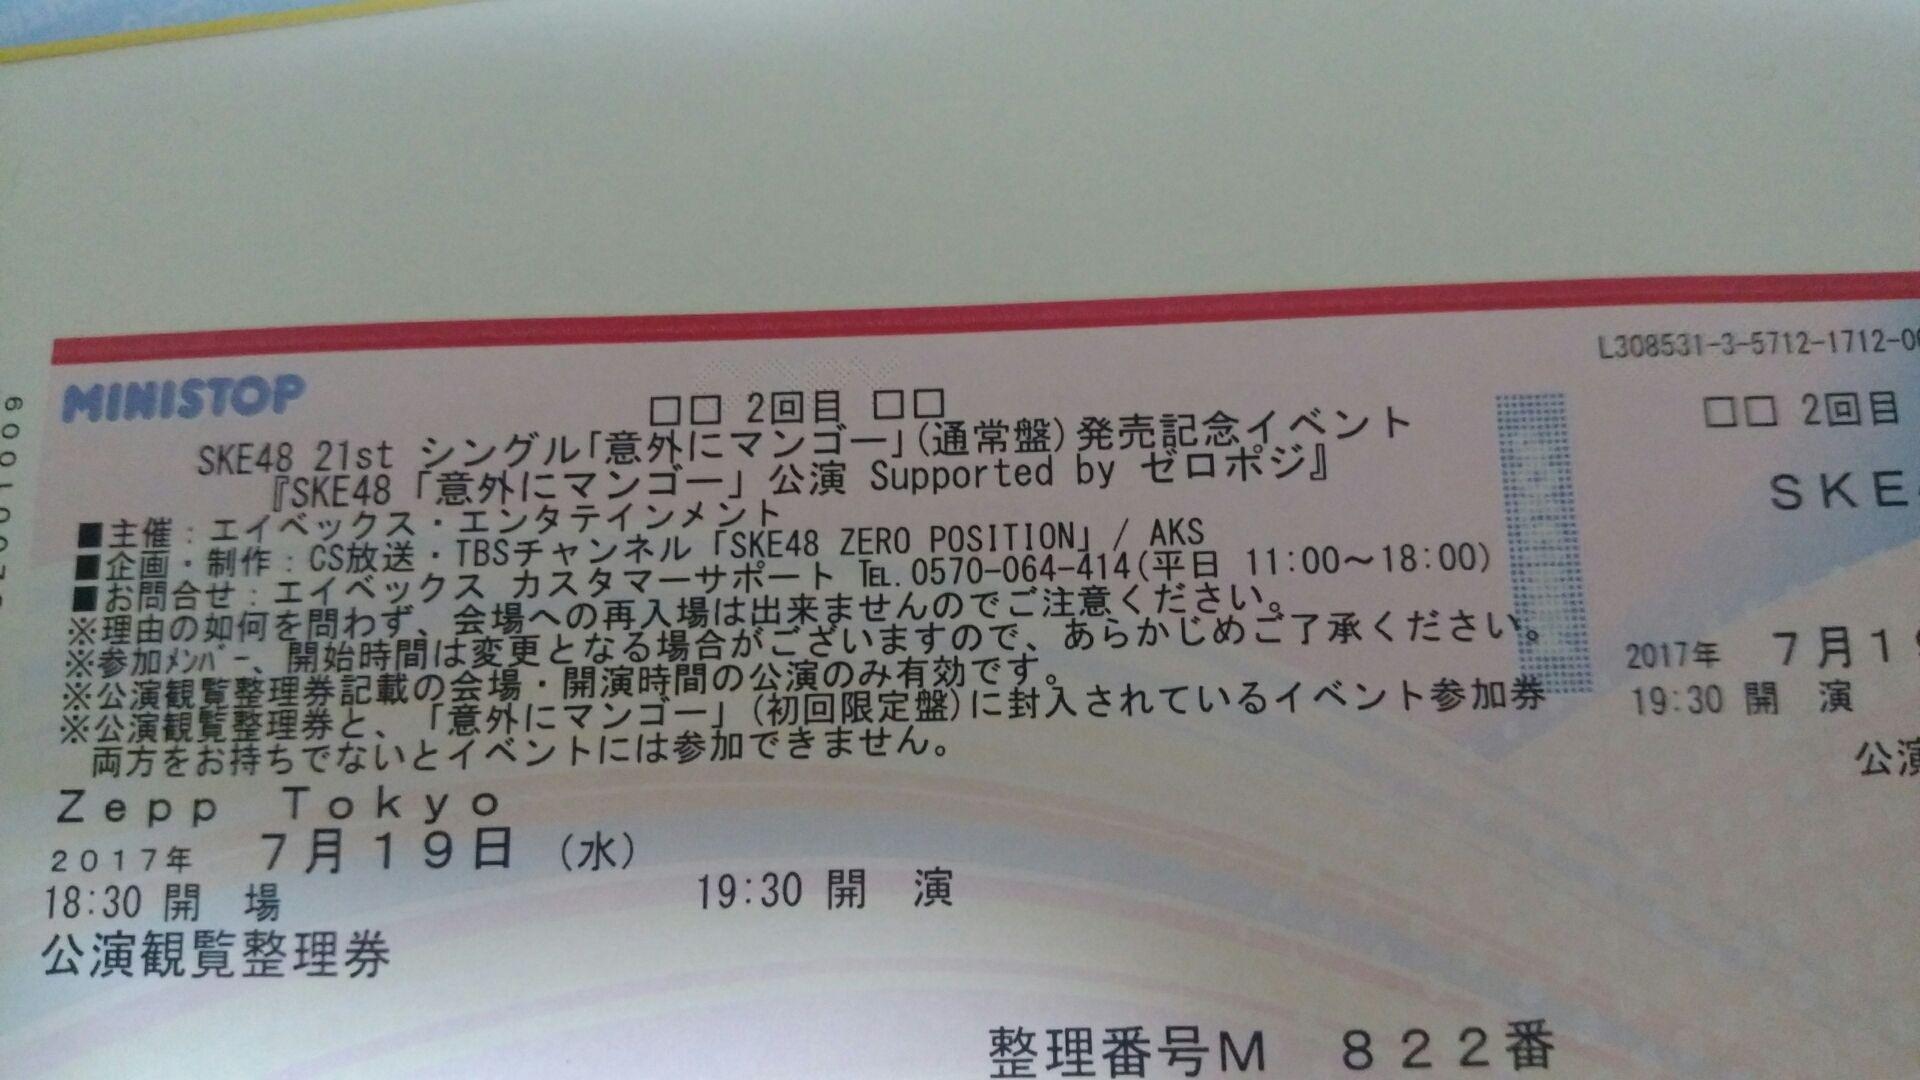 L308531-3-5712-1712-0
MINISTOP
□□ 2回目 □□
SKE48 21st シングル「意外にマンゴー」(通常盤)発売記念イベント
『SKE48「意外にマンゴー」公演 Supported by ゼロポジ』
■主催:エイベックス・エンタテインメント
■企画・制作:CS放送・TBSチャンネル「SKE48 ZERO POSITION」/ AKS
■お問合せ:エイベックス カスタマーサポート ℡.0570-064-414(平日 11:00～18:00)
※理由の如何を問わず、会場への再入場は出来ませんのでご注意ください。
※参加ﾒﾝﾊﾞｰ、開始時間は変更となる場合がございますので、あらかじめご了承ください。
※公演観覧整理券記載の会場・開演時間の公演のみ有効です。
※公演観覧整理券と、「意外にマンゴー」(初回限定盤)に封入されているイベント参加券
両方をお持ちでないとイベントには参加できません。
Zepp Tokyo
2017年 7月19日 (水)
18:30 開 場 19:30 開 演
公演観覧整理券
整理番号M 822番
□□ 2回目
SKE
2017年 7月19
19:30 開 演
公演